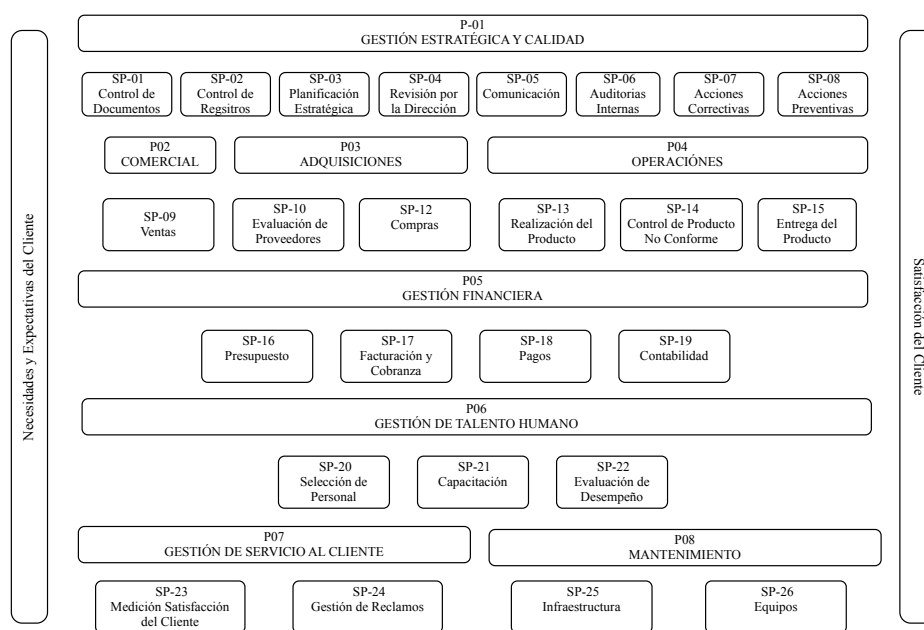 P-01
GESTIÓN ESTRATÉGICA Y CALIDAD
SP-01
Control de
Documentos
SP-02
Control de
Regsitros
SP-03
Planificación
Estratégica
SP-04
Revisión por
la Dirección
SP-05
Comunicación
SP-06
Auditorias
Internas
SP-07
Acciones
Correctivas
SP-08
Acciones
Preventivas
P02
COMERCIAL
P03
ADQUISICIONES
P04
OPERACIÓNES
SP-09
Ventas
SP-10
Evaluación de
Proveedores
SP-12
Compras
SP-13
Realización del
Producto
SP-14
Control de Producto
No Conforme
SP-15
Entrega del
Producto
P05
GESTIÓN FINANCIERA
SP-16
Presupuesto
SP-17
Facturación y
Cobranza
SP-18
Pagos
SP-19
Contabilidad
P06
GESTIÓN DE TALENTO HUMANO
SP-20
Selección de
Personal
SP-21
Capacitación
SP-22
Evaluación de
Desempeño
P07
GESTIÓN DE SERVICIO AL CLIENTE
P08
MANTENIMIENTO
SP-23
Medición Satisfacción
del Cliente
SP-24
Gestión de Reclamos
SP-25
Infraestructura
SP-26
Equipos
Necesidades y Expectativas del Cliente
Satisfacción del Cliente